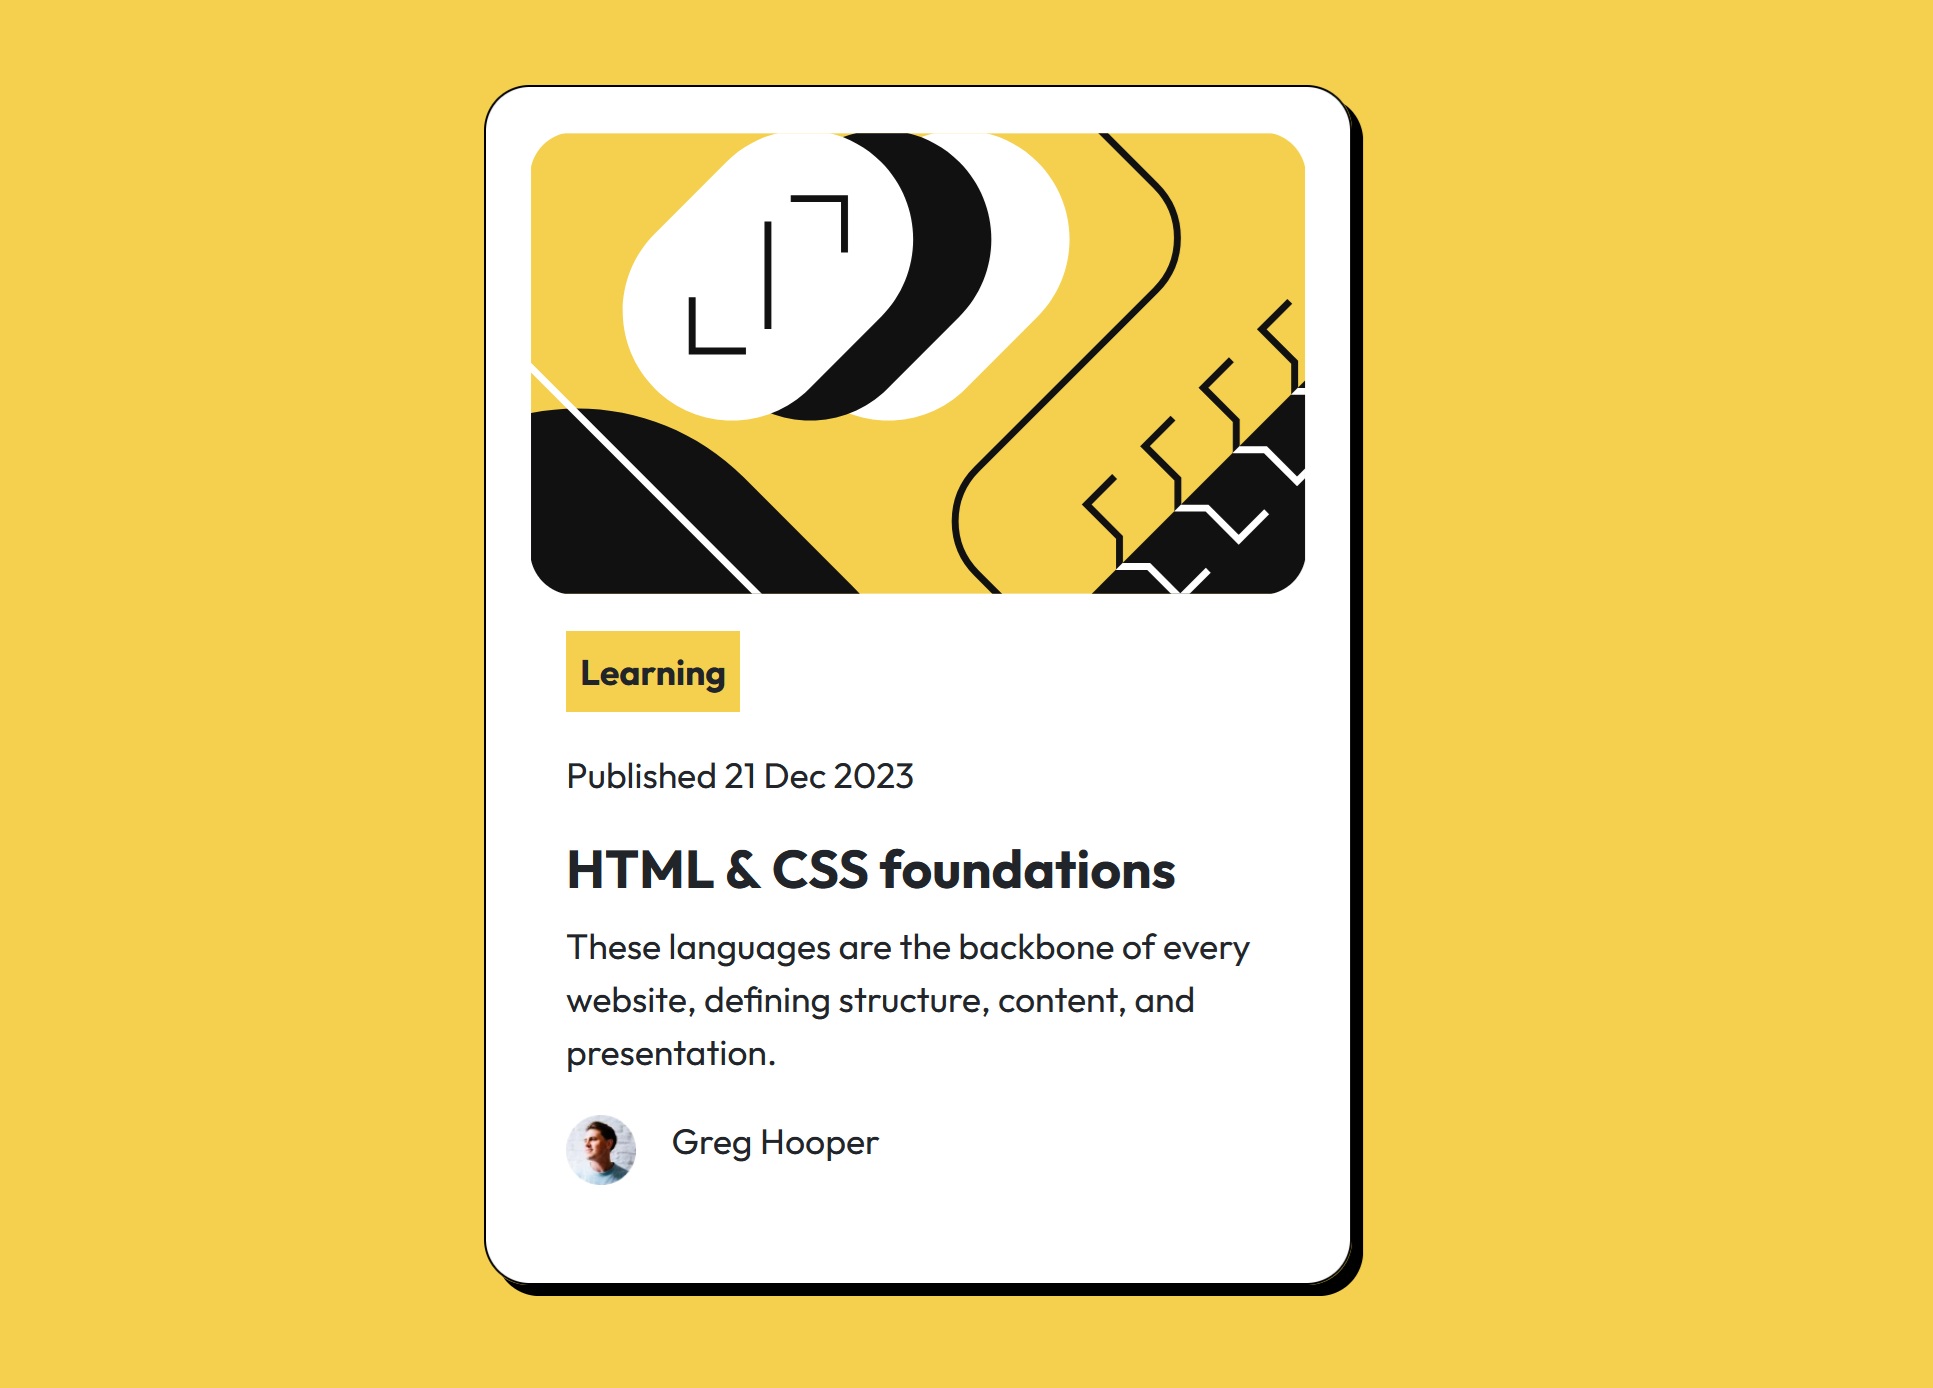 Learning
Published 21 Dec 2023
HTML & CSS foundations
These languages are the backbone of every
website, defining structure, content, and
presentation.
Greg Hooper